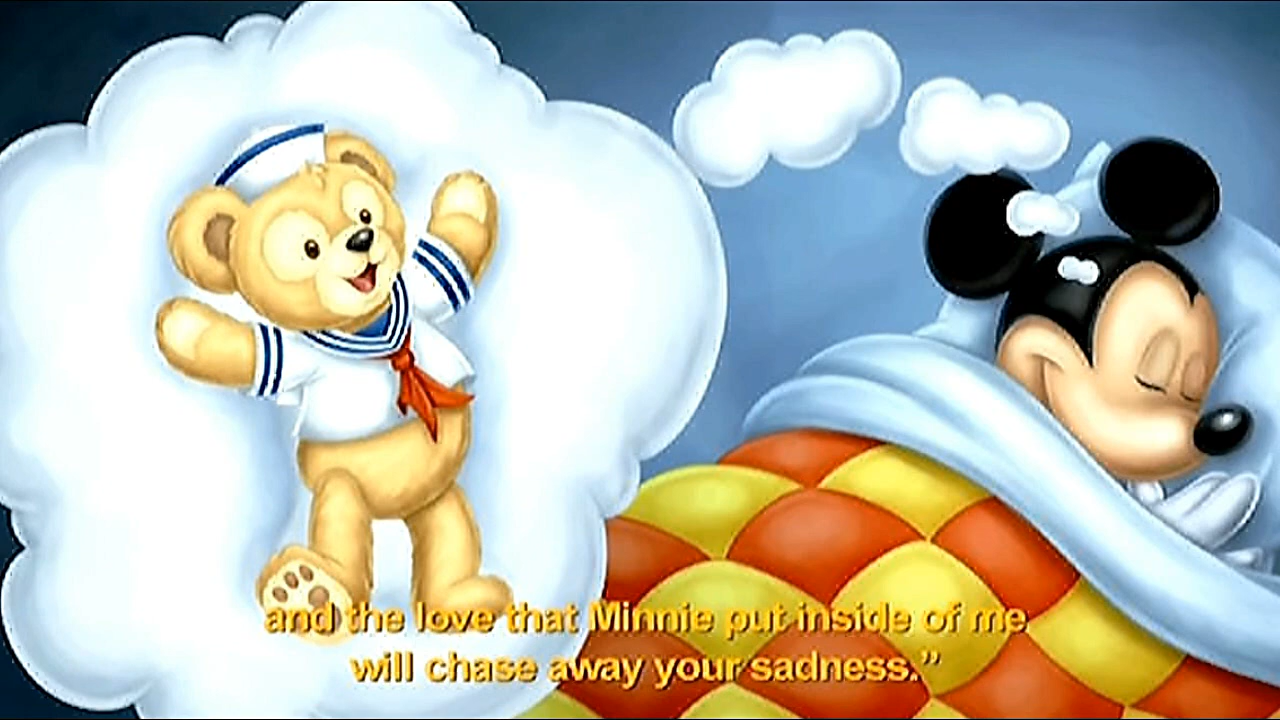 and the love that Minnie put inside of me
will chase away your sadness.”